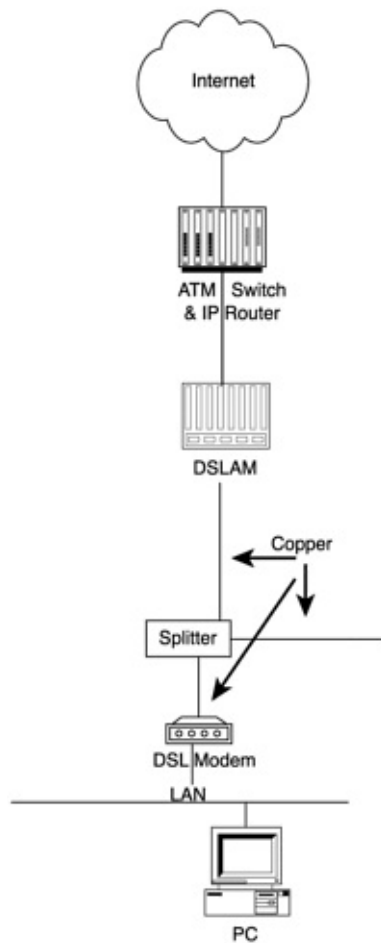 Internet
ATM Switch
& IP Router
DSLAM
Copper
Splitter
DSL Modem
LAN
PC